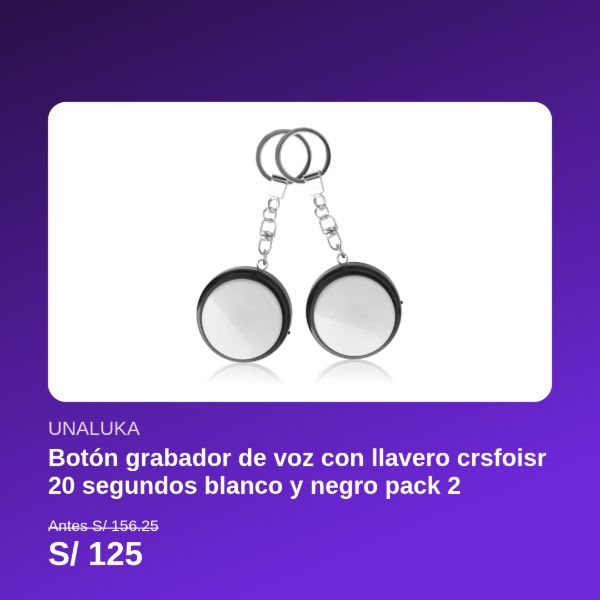 UNALUKA
Botón grabador de voz con llavero crsfoisr
20 segundos blanco y negro pack 2
Antes S/ 156.25
S/ 125